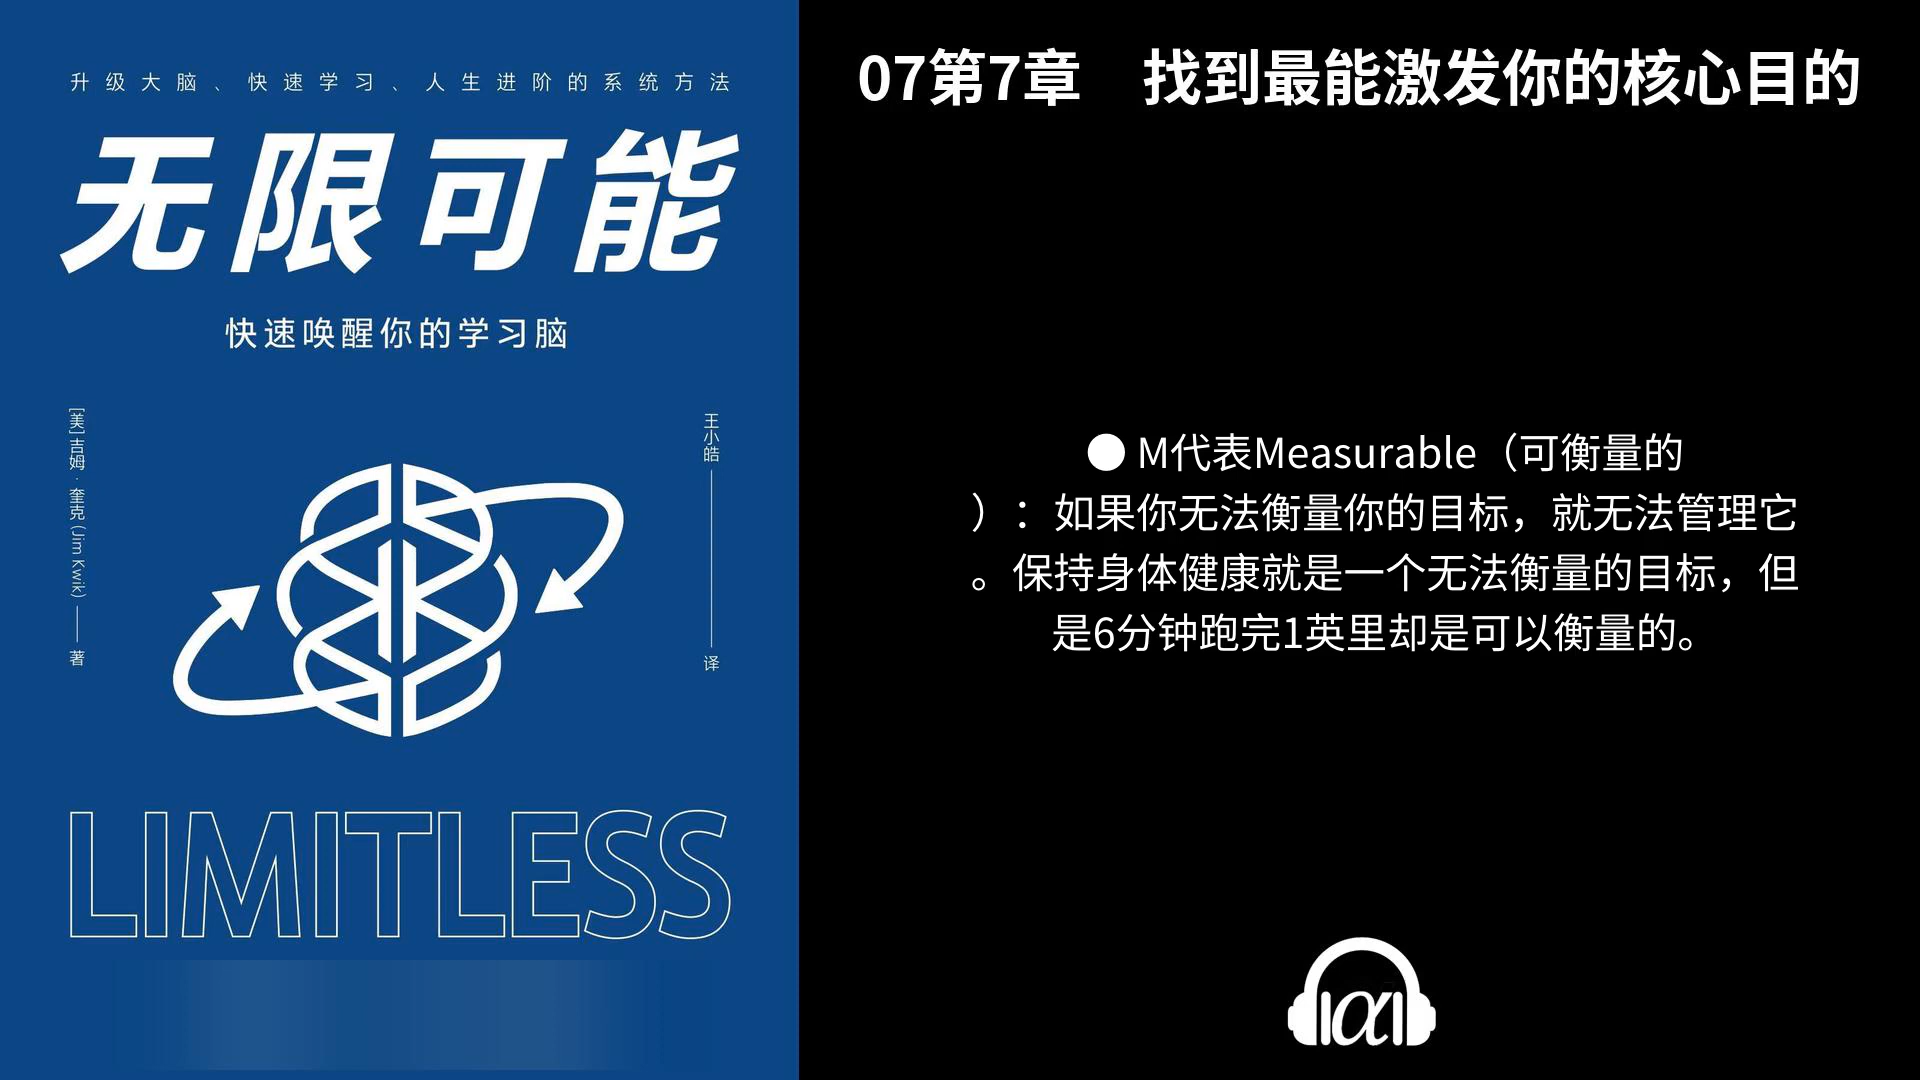 升级大脑、快速学习、人生进阶的系统方法
无限可能
快速唤醒你的学习脑
[美]吉姆·奎克(Jim Kwik)——著
王小皓——译
LIMITLESS
07第7章　找到最能激发你的核心目的
● M代表Measurable（可衡量的
）：如果你无法衡量你的目标，就无法管理它
。保持身体健康就是一个无法衡量的目标，但
是6分钟跑完1英里却是可以衡量的。
α